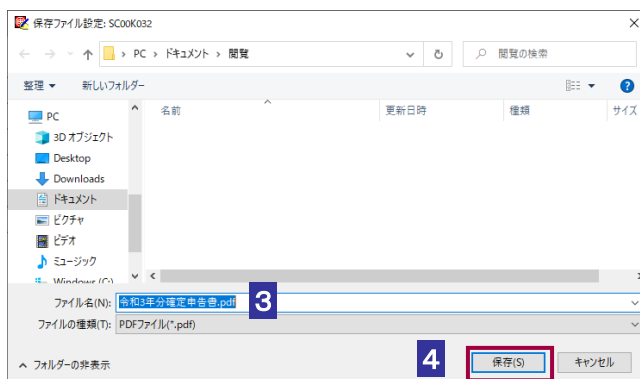 保存ファイル設定: SC00K032
PC › ドキュメント › 閲覧
閲覧の検索
整理 新しいフォルダー
名前 更新日時 種類 サイズ
PC
3D オブジェクト
Desktop
Downloads
ドキュメント
ピクチャ
ビデオ
ミュージック
Windows (C:)
ファイル名(N): 令和3年分確定申告書.pdf 3
ファイルの種類(T): PDFファイル(*.pdf)
フォルダーの非表示 4 保存(S) キャンセル